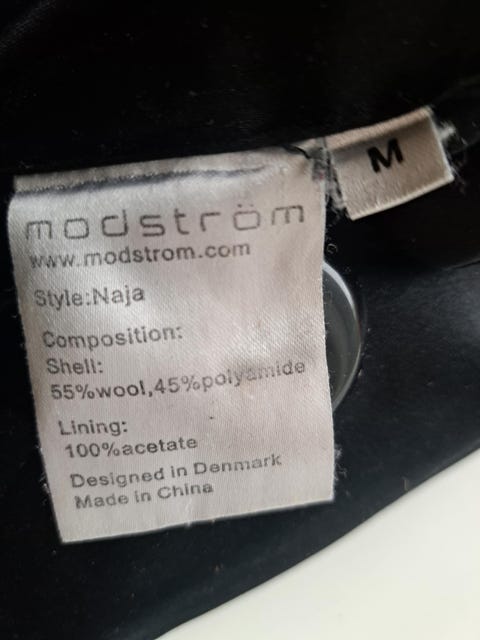 modström
www.modstrom.com
Style:Naja
Composition:
Shell:
55%wool,45%polyamide
Lining:
100%acetate
Designed in Denmark
Made in China
M